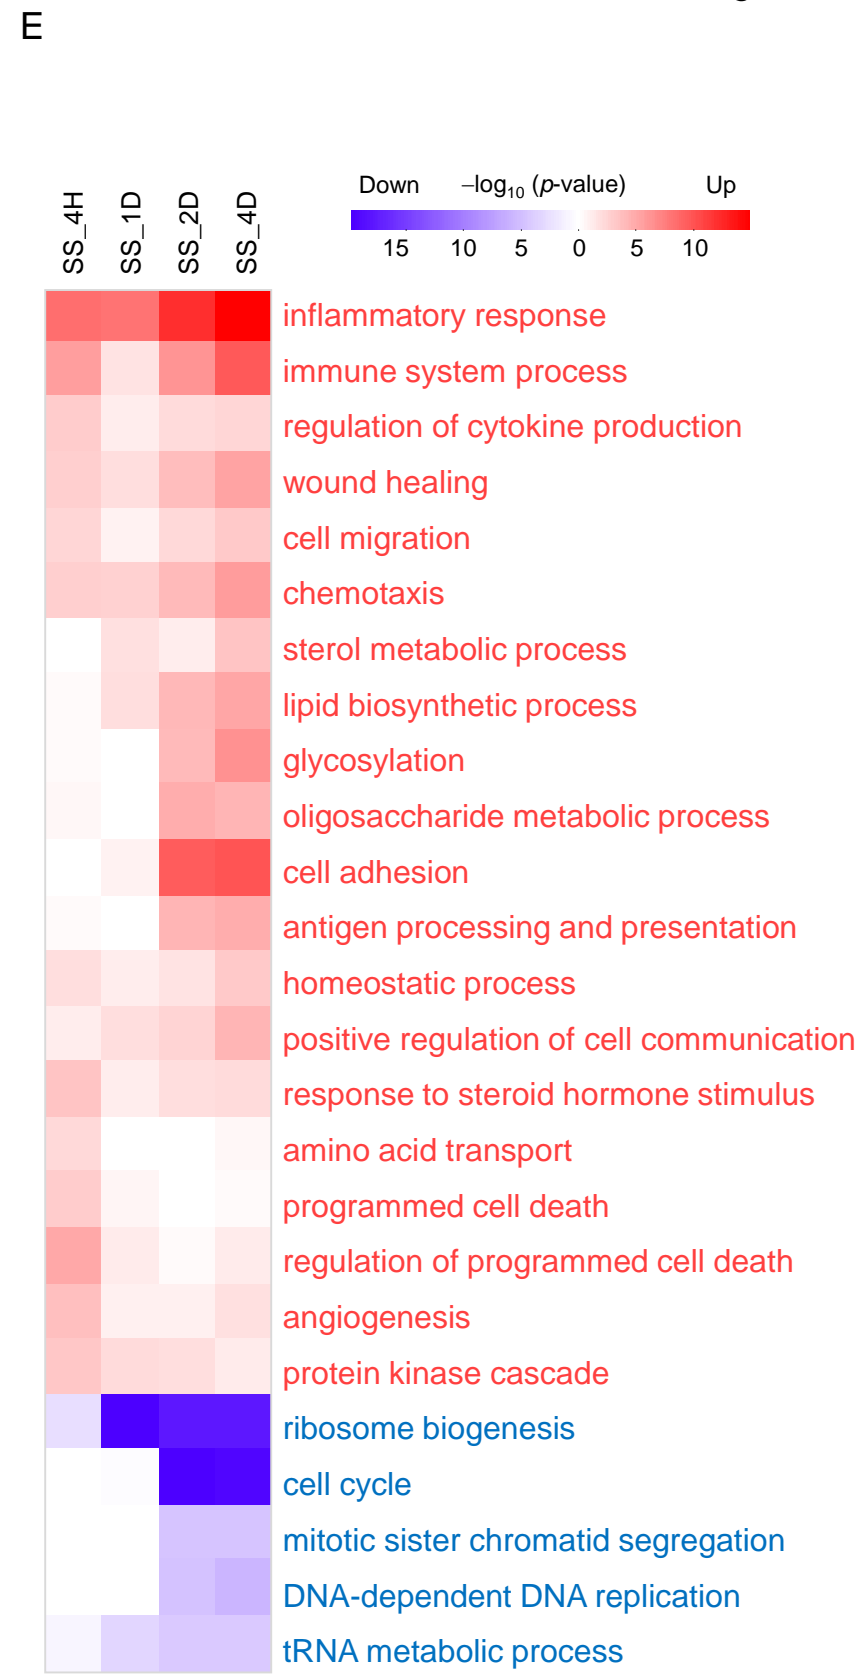 E
Down −log10 (p-value) Up
15 10 5 0 5 10
SS_4H
SS_1D
SS_2D
SS_4D
inflammatory response
immune system process
regulation of cytokine production
wound healing
cell migration
chemotaxis
sterol metabolic process
lipid biosynthetic process
glycosylation
oligosaccharide metabolic process
cell adhesion
antigen processing and presentation
homeostatic process
positive regulation of cell communication
response to steroid hormone stimulus
amino acid transport
programmed cell death
regulation of programmed cell death
angiogenesis
protein kinase cascade
ribosome biogenesis
cell cycle
mitotic sister chromatid segregation
DNA-dependent DNA replication
tRNA metabolic process